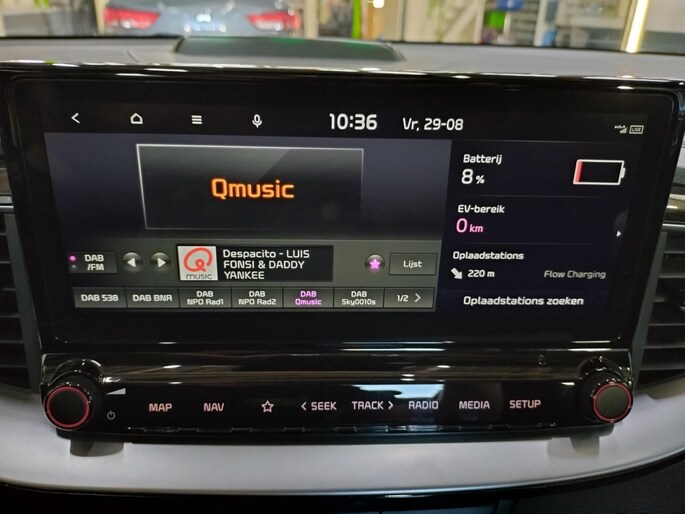 10:36 Vr, 29-08 LIVE
Qmusic
Batterij
8 %
EV-bereik
0 km
DAB
/FM
Q
music
Despacito - LUIS
FONSI & DADDY
YANKEE
Lijst
Oplaadstations
220 m Flow Charging
Oplaadstations zoeken
DAB 538
DAB BNR
DAB
NPO Rad1
DAB
NPO Rad2
DAB
Qmusic
DAB
Sky0010s
1/2 >
MAP NAV < SEEK TRACK > RADIO MEDIA SETUP